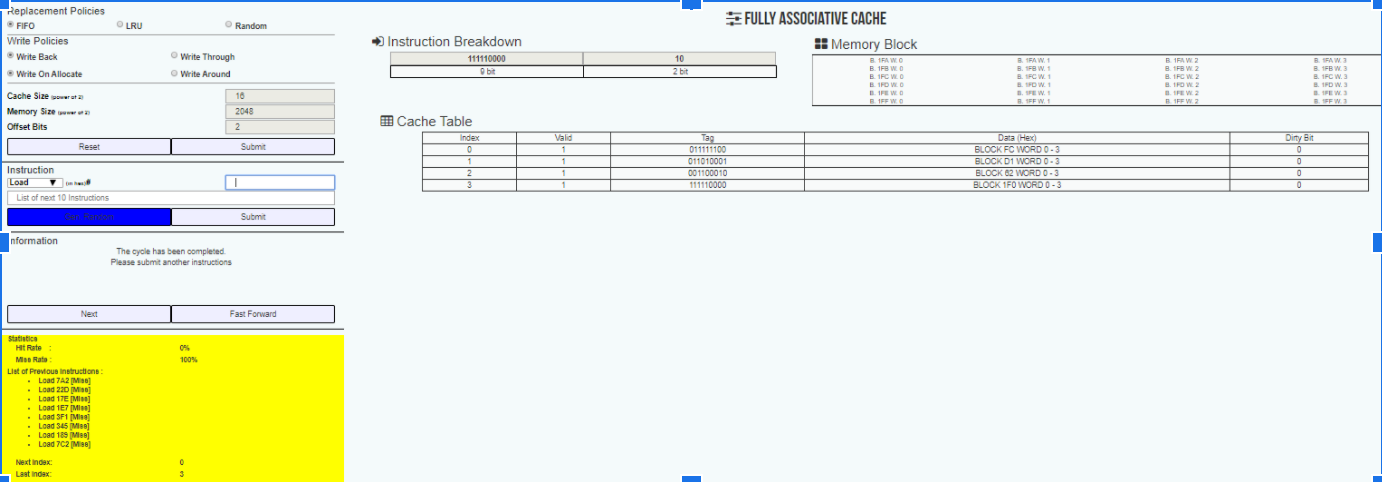 Replacement Policies
FIFO LRU Random
Write Policies
Write Back Write Through
Write On Allocate Write Around
Cache Size (power of 2) 16
Memory Size (power of 2) 2048
Offset Bits 2
Reset Submit
Instruction
Load ▼ (in hex)#
List of next 10 Instructions
Gen. Random Submit
Information
The cycle has been completed.
Please submit another instructions
Next Fast Forward
Statistics
Hit Rate : 0%
Miss Rate : 100%
List of Previous Instructions :
• Load 7A2 [Miss]
• Load 22D [Miss]
• Load 17E [Miss]
• Load 1E7 [Miss]
• Load 3F1 [Miss]
• Load 345 [Miss]
• Load 189 [Miss]
• Load 7C2 [Miss]
Next Index: 0
Last Index: 3
FULLY ASSOCIATIVE CACHE
Instruction Breakdown
111110000 10
9 bit 2 bit
Memory Block
B. 1FA W. 0 B. 1FA W. 1 B. 1FA W. 2 B. 1FA W. 3
B. 1FB W. 0 B. 1FB W. 1 B. 1FB W. 2 B. 1FB W. 3
B. 1FC W. 0 B. 1FC W. 1 B. 1FC W. 2 B. 1FC W. 3
B. 1FD W. 0 B. 1FD W. 1 B. 1FD W. 2 B. 1FD W. 3
B. 1FE W. 0 B. 1FE W. 1 B. 1FE W. 2 B. 1FE W. 3
B. 1FF W. 0 B. 1FF W. 1 B. 1FF W. 2 B. 1FF W. 3
Cache Table
Index Valid Tag Data (Hex) Dirty Bit
0 1 011111100 BLOCK FC WORD 0 - 3 0
1 1 011010001 BLOCK D1 WORD 0 - 3 0
2 1 001100010 BLOCK 62 WORD 0 - 3 0
3 1 111110000 BLOCK 1F0 WORD 0 - 3 0